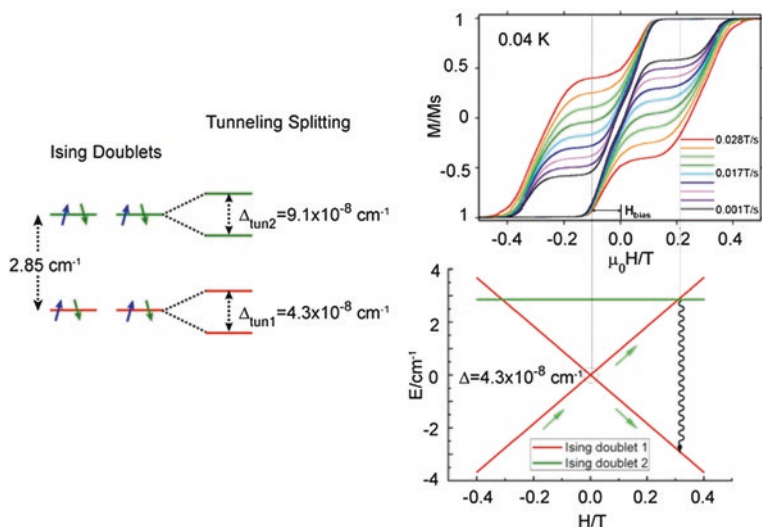 Tunneling Splitting
Ising Doublets
Δtun2=9.1x10⁻⁸ cm⁻¹
2.85 cm⁻¹
Δtun1=4.3x10⁻⁸ cm⁻¹
0.04 K
M/Ms
1
0.5
0
-0.5
1
0.028T/s
0.017T/s
0.001T/s
Hbias
-0.4 -0.2 0.0 0.2 0.4
μ₀H/T
E/cm⁻¹
4
2
0
-2
-4
Δ=4.3x10⁻⁸ cm⁻¹
Ising doublet 1
Ising doublet 2
-0.4 -0.2 0.0 0.2 0.4
H/T